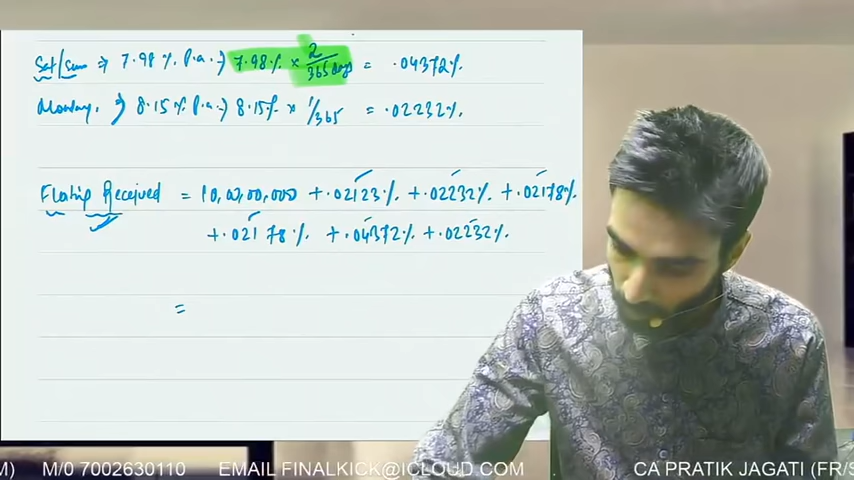 Sat/Sun ⇒ 7.98% p.a. ⇒ 7.98% × 2/365 days = .04372%
Monday ⇒ 8.15% p.a. ⇒ 8.15% × 1/365 = .02232%
Floating Received = 10,00,00,000 + .02123% + .02232% + .02178%
+ .02178% + .04372% + .02232%
=
M) M/0 7002630110 EMAIL FINALKICK@ICLOUD.COM CA PRATIK JAGATI (FR/S